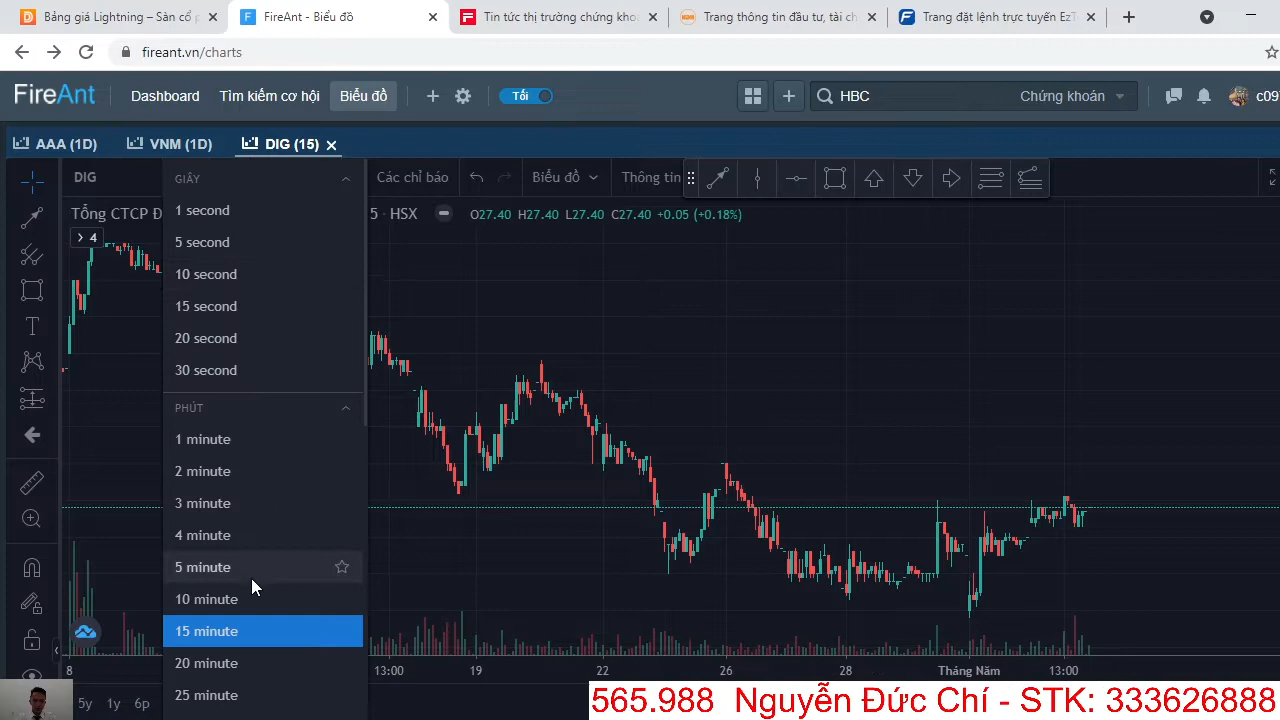 Bảng giá Lightning – Sàn cổ p
FireAnt - Biểu đồ
Tin tức thị trường chứng kho
Trang thông tin đầu tư, tài ch
Trang đặt lệnh trực tuyến EzT
fireant.vn/charts
FireAnt
Dashboard
Tìm kiếm cơ hội
Biểu đồ
Tối
HBC
Chứng khoán
c09
AAA (1D)
VNM (1D)
DIG (15)
DIG
GIÂY
Các chỉ báo
Biểu đồ
Thông tin
Tổng CTCP Đ
5 · HSX
O27.40 H27.40 L27.40 C27.40 +0.05 (+0.18%)
4
1 second
5 second
10 second
15 second
20 second
30 second
PHÚT
1 minute
2 minute
3 minute
4 minute
5 minute
10 minute
15 minute
20 minute
25 minute
8
13:00
19
22
26
28
Tháng Năm
13:00
5y
1y
6p
565.988 Nguyễn Đức Chí - STK: 333626888